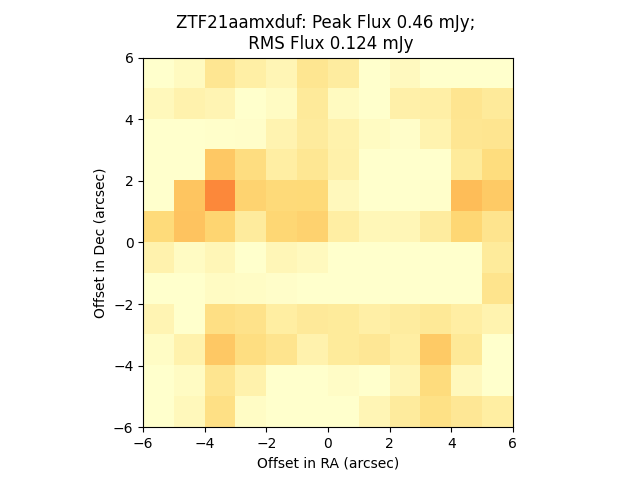 ZTF21aamxduf: Peak Flux 0.46 mJy;
RMS Flux 0.124 mJy
6
4
2
0
−2
−4
−6
Offset in Dec (arcsec)
−6 −4 −2 0 2 4 6
Offset in RA (arcsec)